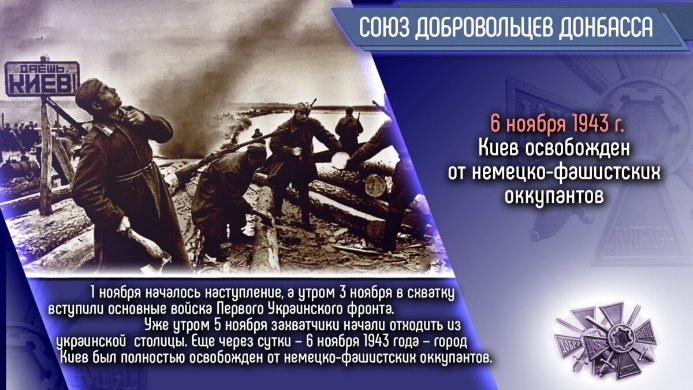 СОЮЗ ДОБРОВОЛЬЦЕВ ДОНБАССА
ДАЕШЬ
КИЕВ!
6 ноября 1943 г.
Киев освобожден
от немецко-фашистских
оккупантов
1 ноября началось наступление, а утром 3 ноября в схватку
вступили основные войска Первого Украинского фронта.
Уже утром 5 ноября захватчики начали отходить из
украинской столицы. Еще через сутки – 6 ноября 1943 года – город
Киев был полностью освобожден от немецко-фашистских оккупантов.